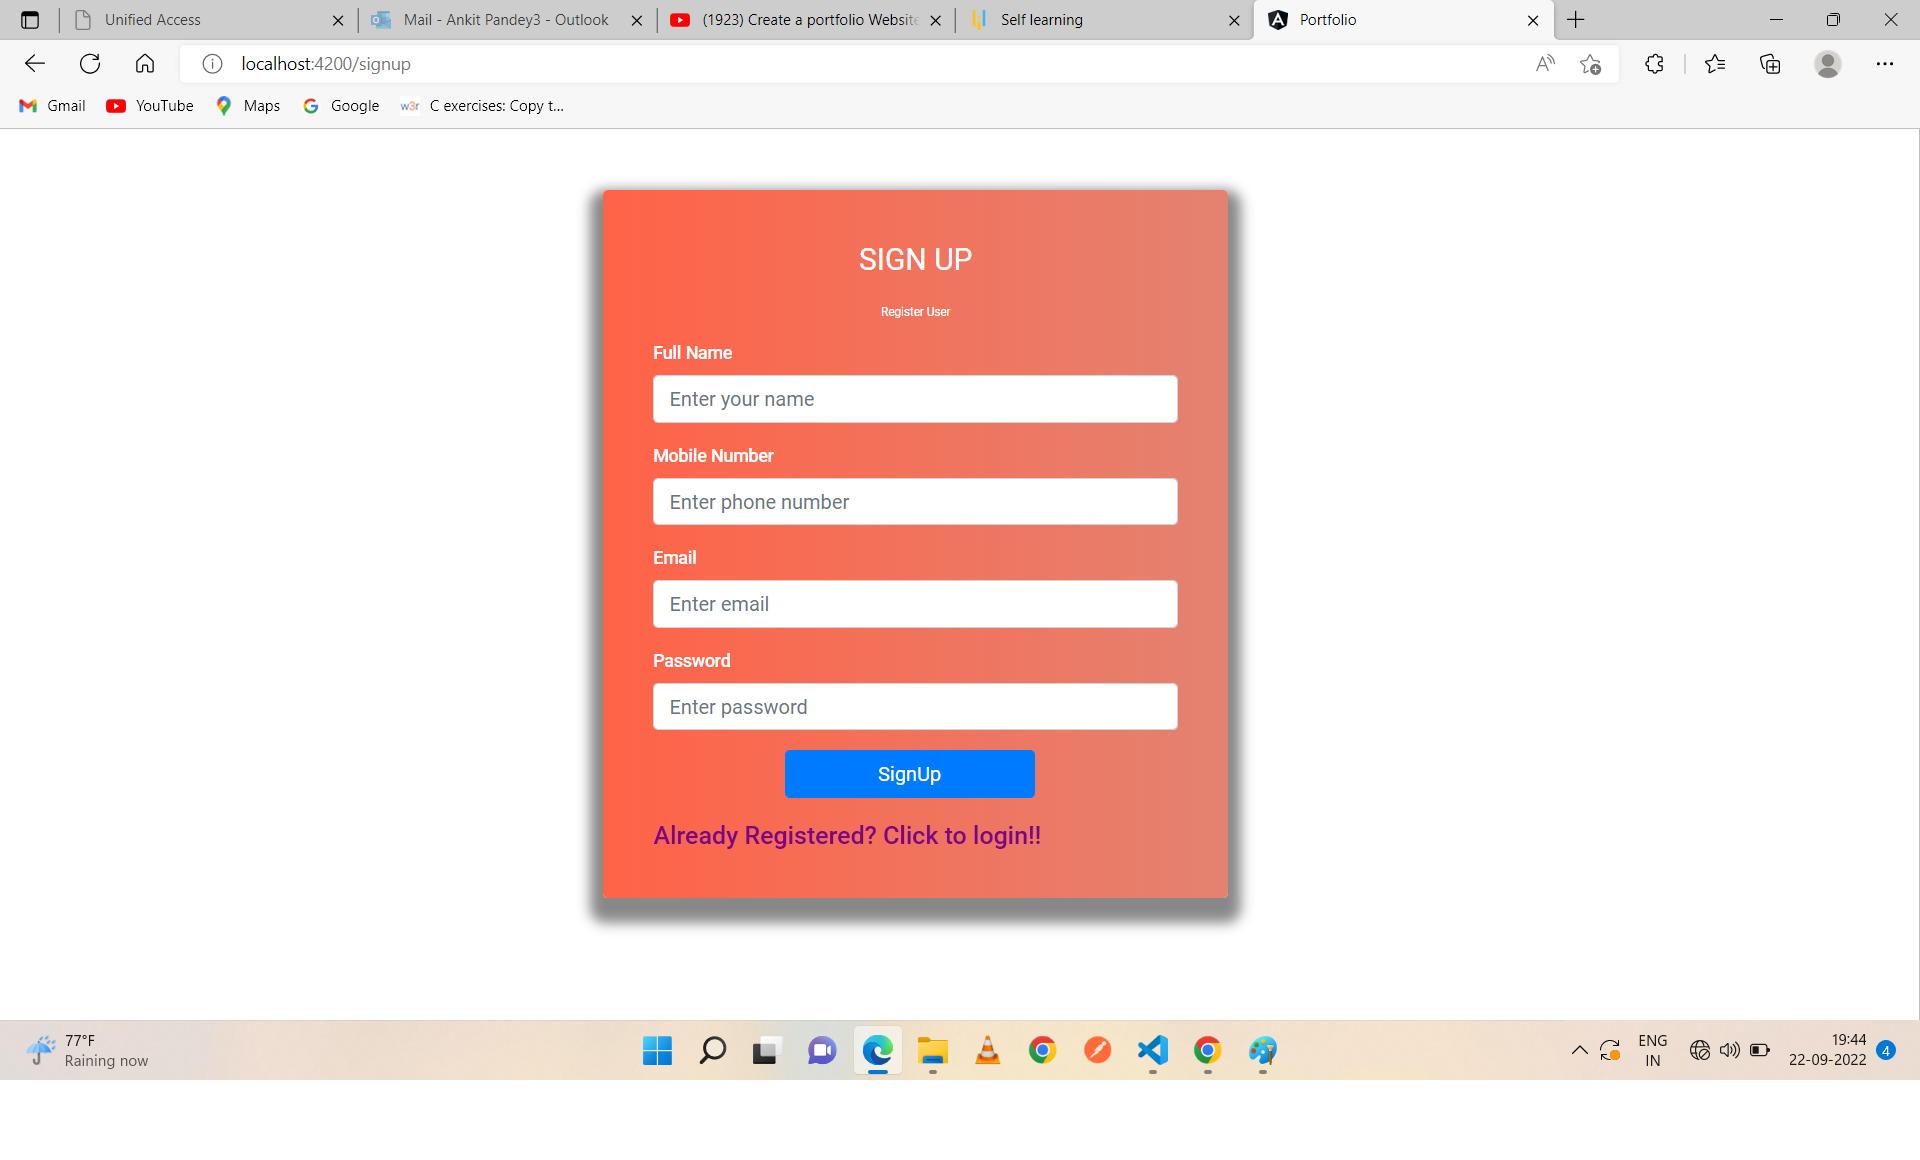 Unified Access
Mail - Ankit Pandey3 - Outlook
(1923) Create a portfolio Website
Self learning
Portfolio
localhost:4200/signup
Gmail
YouTube
Maps
Google
w3r
C exercises: Copy t...
SIGN UP
Register User
Full Name
Enter your name
Mobile Number
Enter phone number
Email
Enter email
Password
Enter password
SignUp
Already Registered? Click to login!!
77°F
Raining now
ENG
IN
19:44
22-09-2022
4